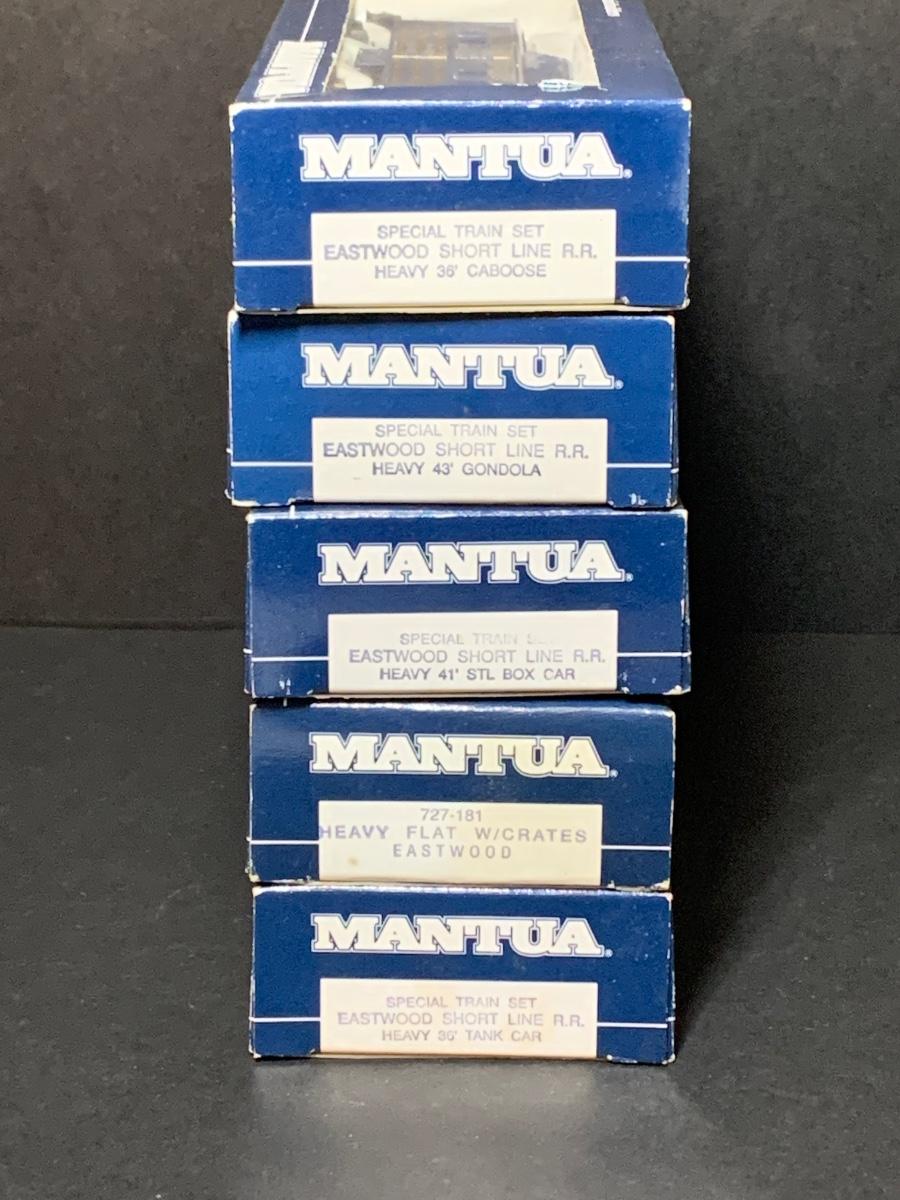 MANTUA®
SPECIAL TRAIN SET
EASTWOOD SHORT LINE R.R.
HEAVY 36' CABOOSE
MANTUA®
SPECIAL TRAIN SET
EASTWOOD SHORT LINE R.R.
HEAVY 43' GONDOLA
MANTUA®
SPECIAL TRAIN
EASTWOOD SHORT LINE R.R.
HEAVY 41' STL BOX CAR
MANTUA®
727-181
HEAVY FLAT W/CRATES
EASTWOOD
MANTUA®
SPECIAL TRAIN SET
EASTWOOD SHORT LINE R.R.
HEAVY 36' TANK CAR